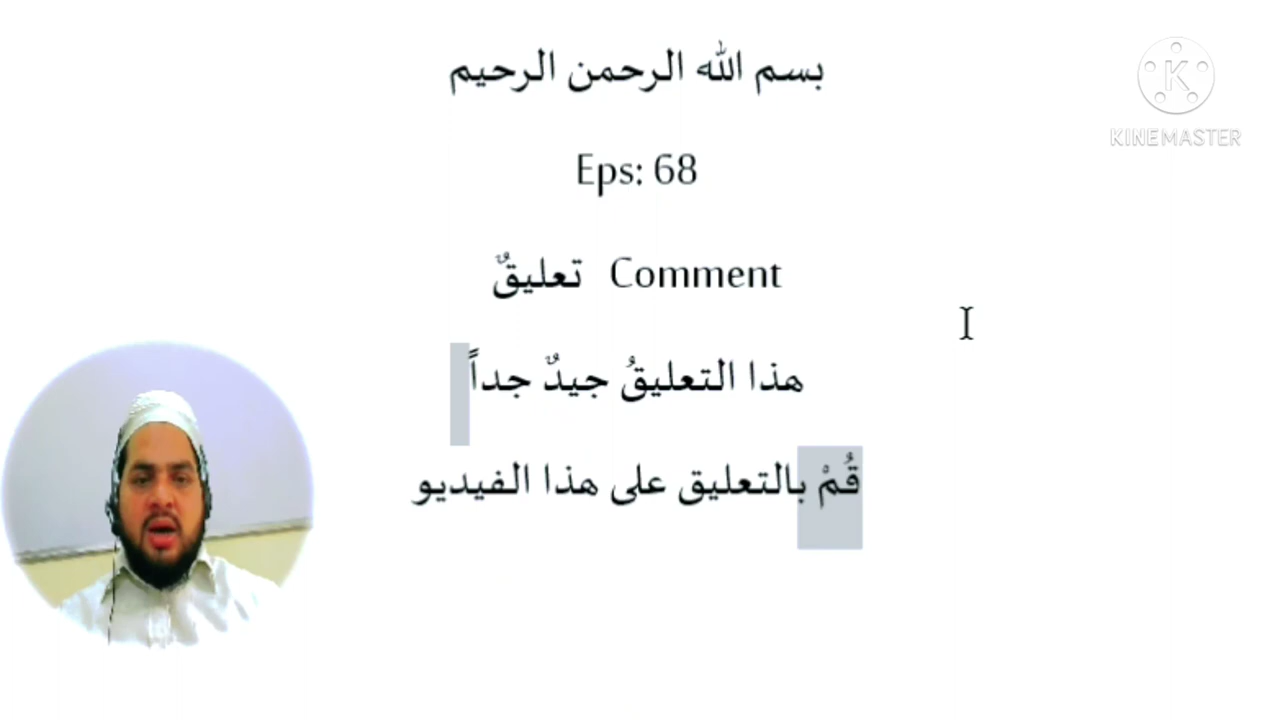 بسم الله الرحمن الرحيم
KINEMASTER
Eps: 68
تعليقٌ Comment
هذا التعليقُ جيدٌ جداً
قُمْ بالتعليق على هذا الفيديو